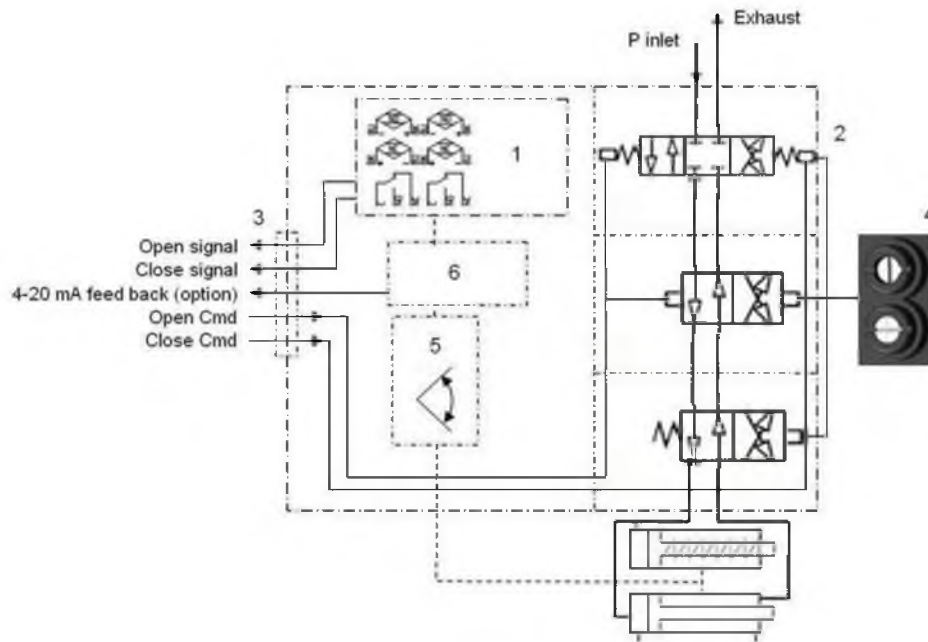 Exhaust
P inlet
1
2
3
4
Open signal
Close signal
6
4-20 mA feed back (option)
Open Cmd
Close Cmd
5